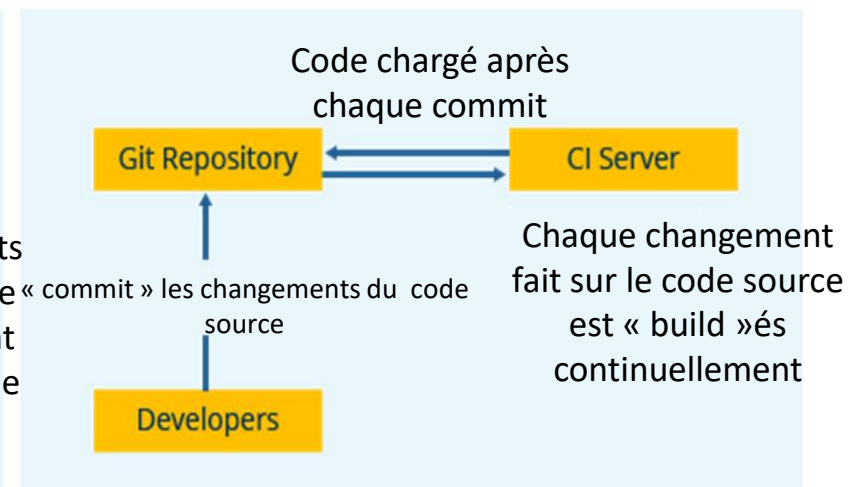 Code chargé après
chaque commit
Git Repository
CI Server
« commit » les changements du code
source
Chaque changement
fait sur le code source
est « build »és
continuellement
Developers